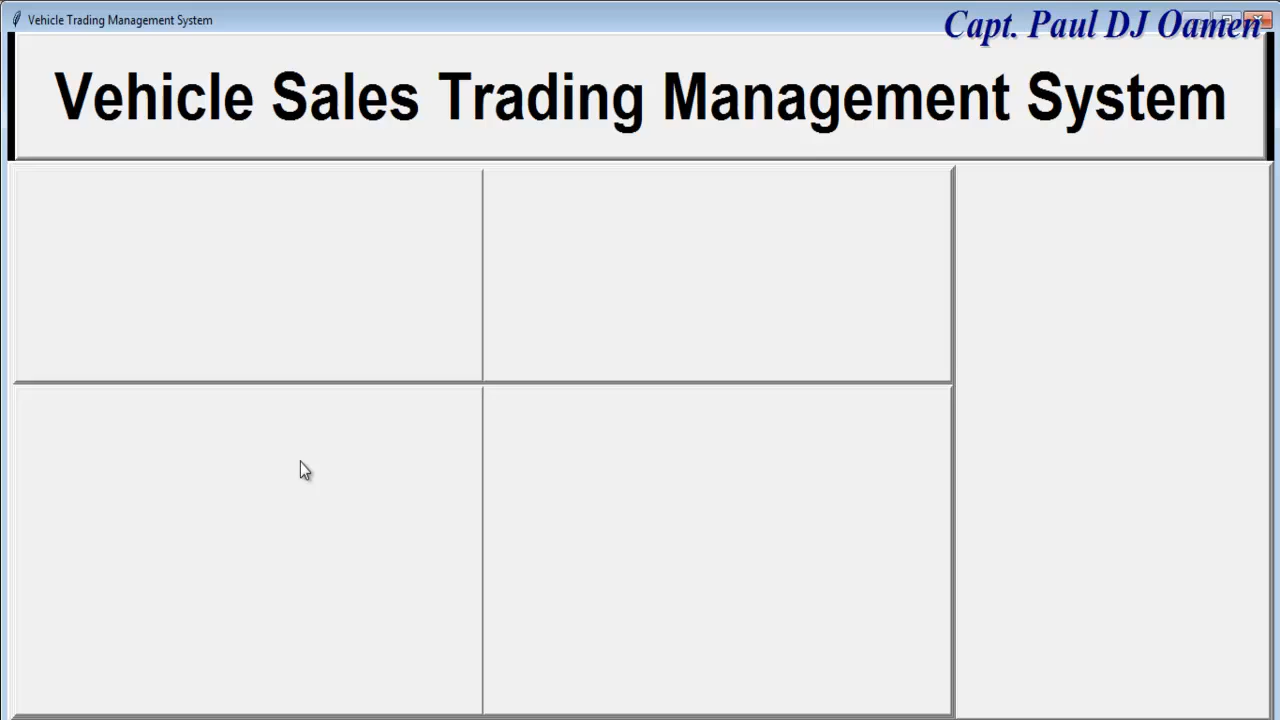 Vehicle Trading Management System
Capt. Paul DJ Oamen
Vehicle Sales Trading Management System